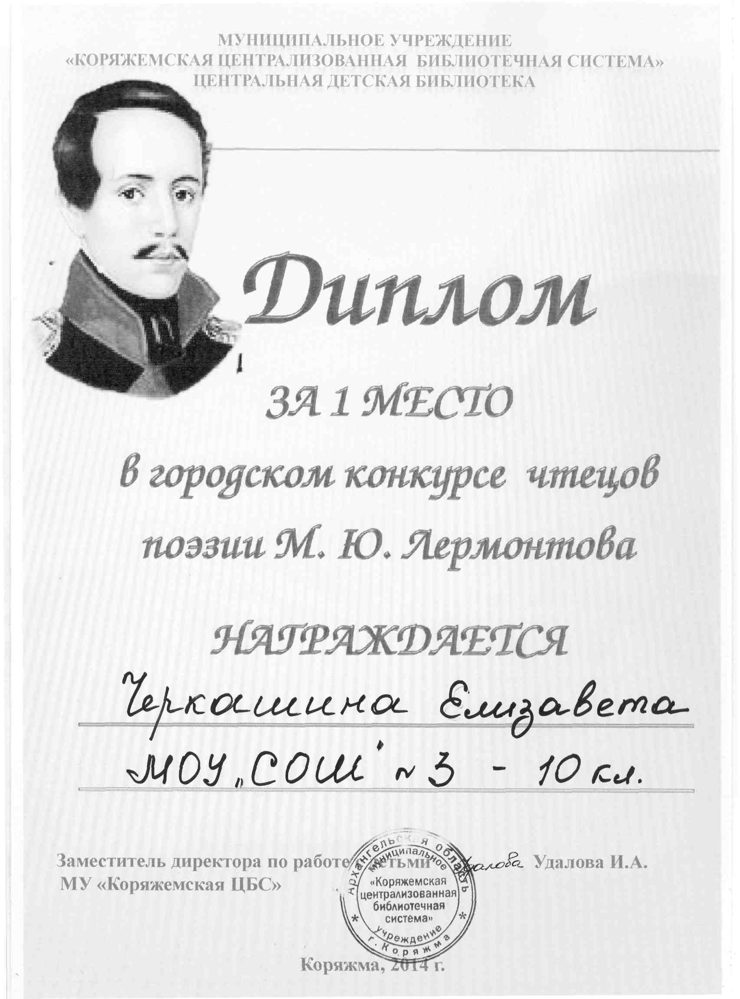 МУНИЦИПАЛЬНОЕ УЧРЕЖДЕНИЕ
«КОРЯЖЕМСКАЯ ЦЕНТРАЛИЗОВАННАЯ БИБЛИОТЕЧНАЯ СИСТЕМА»
ЦЕНТРАЛЬНАЯ ДЕТСКАЯ БИБЛИОТЕКА
Диплом
ЗА 1 МЕСТО
в городском конкурсе чтецов
поэзии М. Ю. Лермонтова
НАГРАЖДАЕТСЯ
Черкашина Елизавета
МОУ „СОШ" № 3 - 10 кл.
Заместитель директора по работе с детьми Удалова Удалова И.А.
МУ «Коряжемская ЦБС»
Архангельская область
муниципальное
«Коряжемская
централизованная
библиотечная
система»
учреждение
* г. Коряжма *
Коряжма, 2014 г.